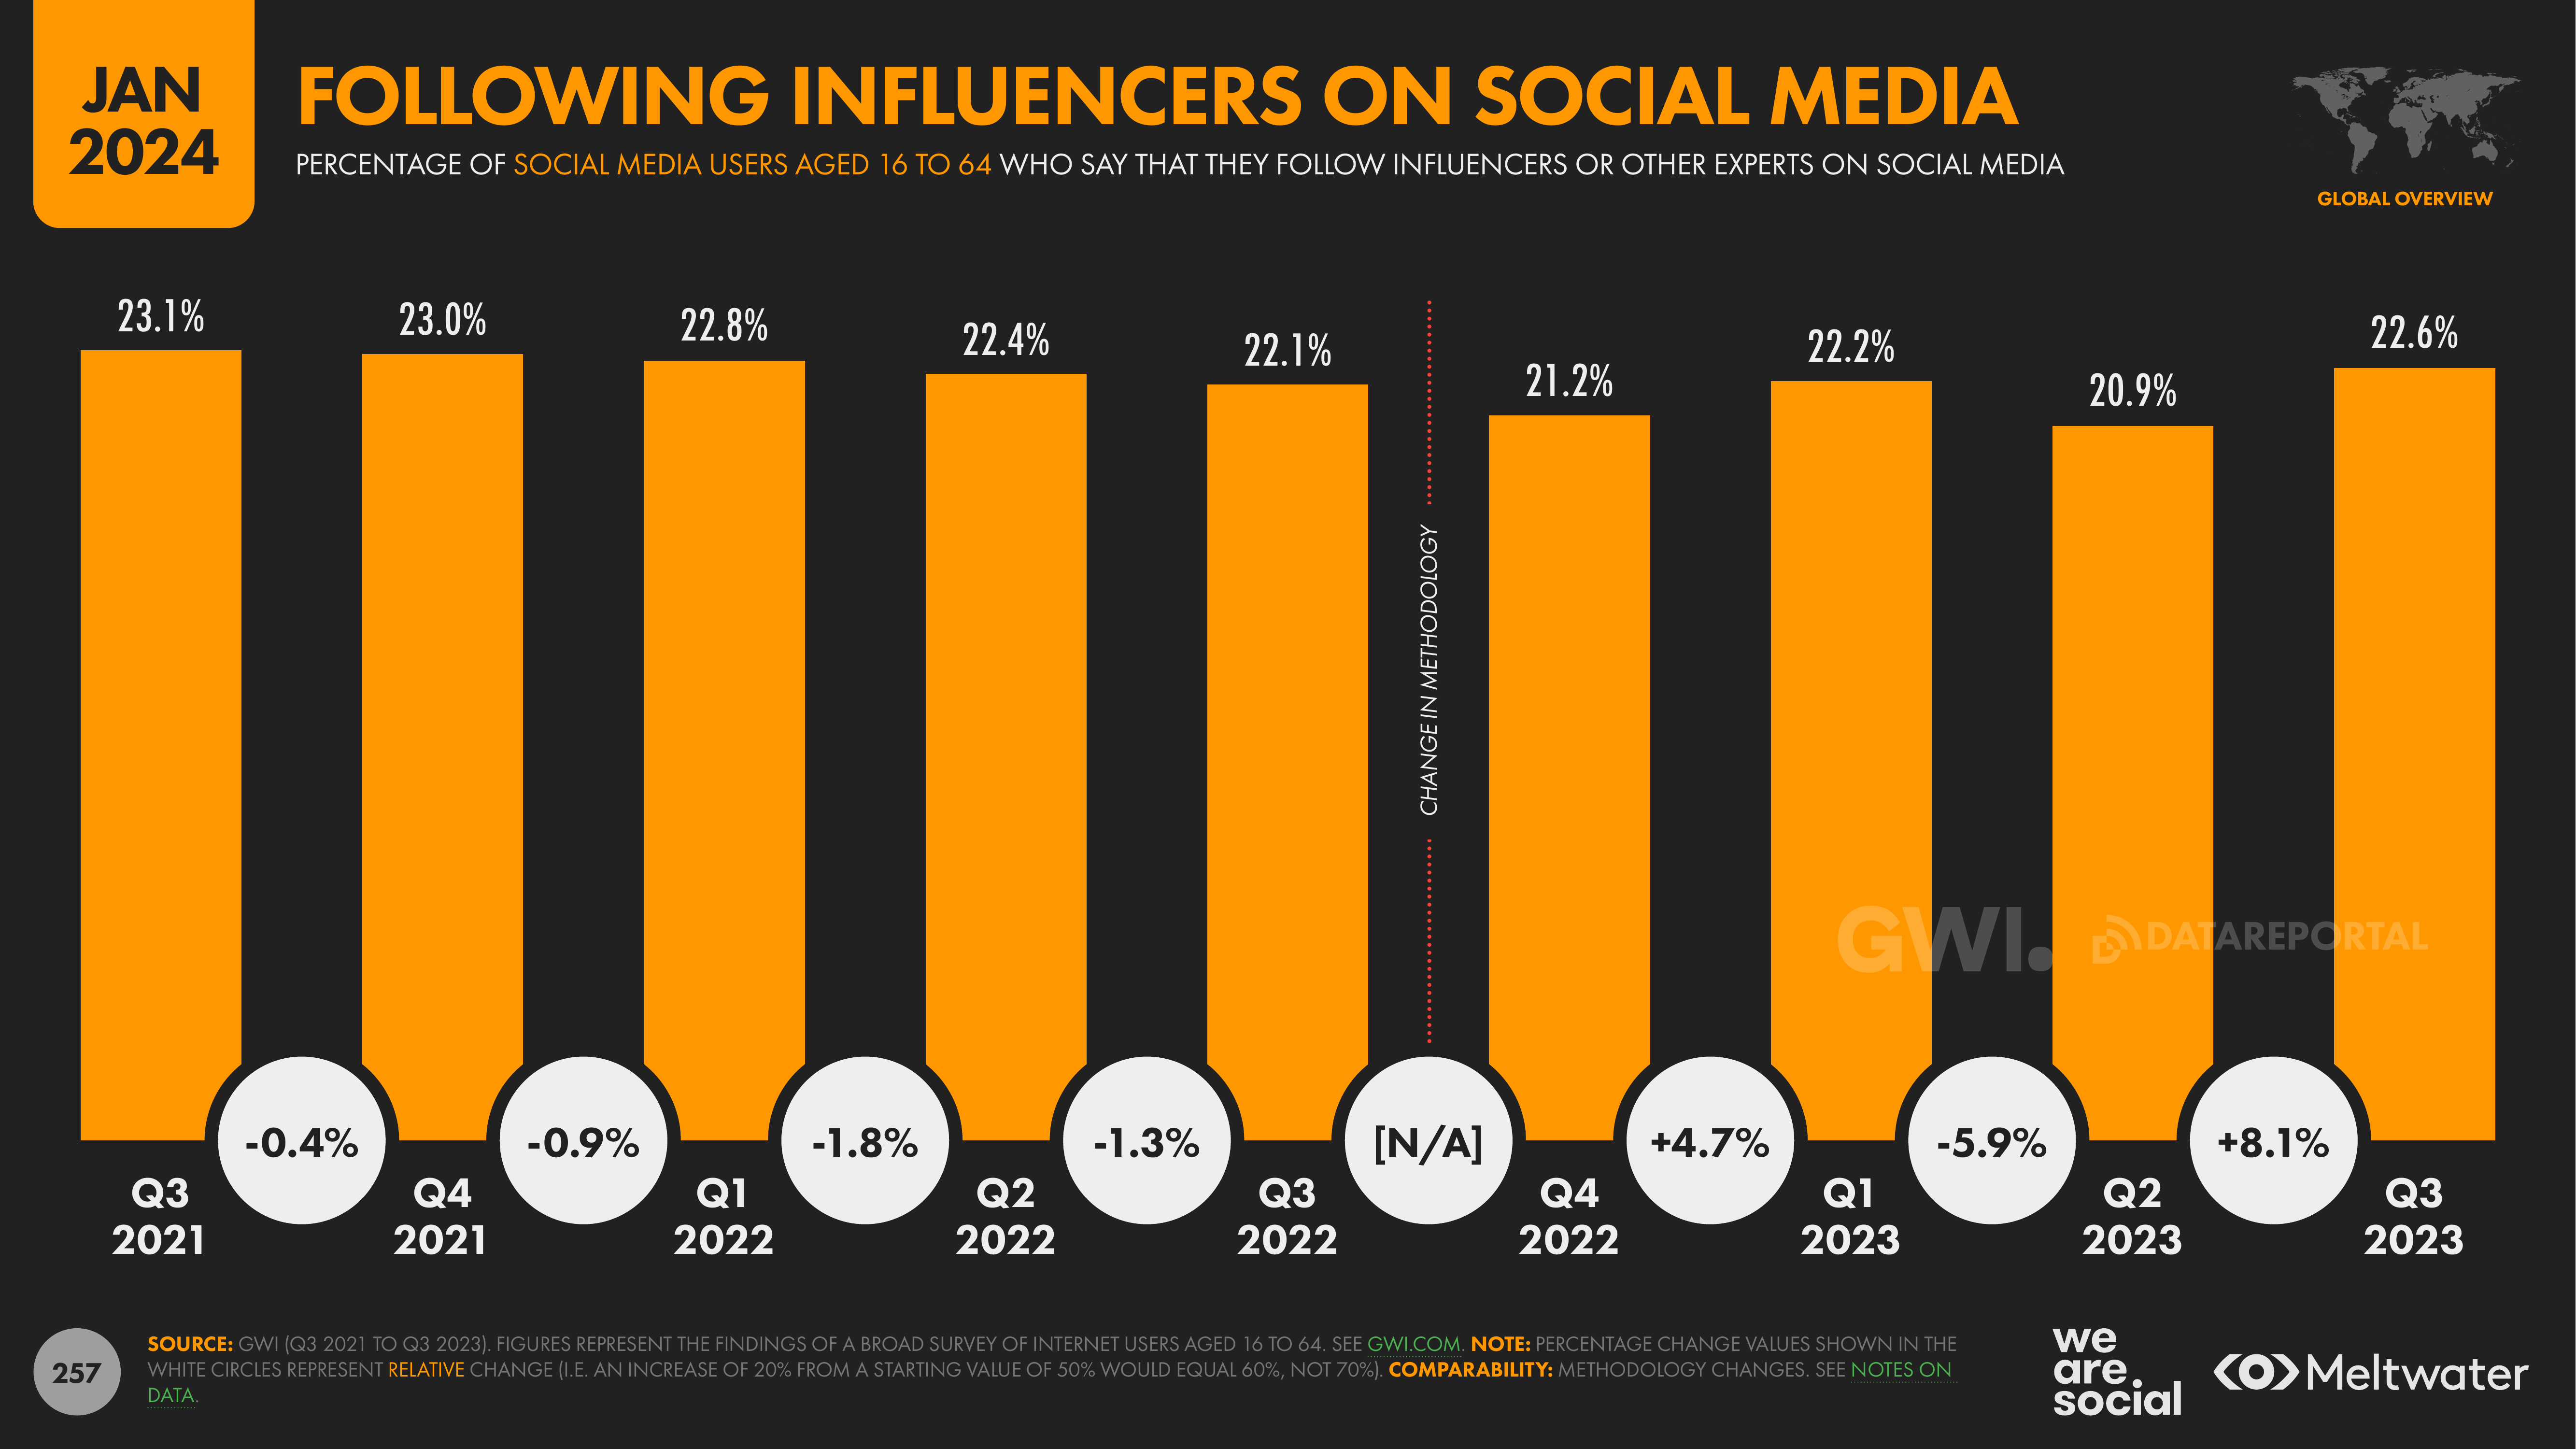 JAN
2024
FOLLOWING INFLUENCERS ON SOCIAL MEDIA
PERCENTAGE OF SOCIAL MEDIA USERS AGED 16 TO 64 WHO SAY THAT THEY FOLLOW INFLUENCERS OR OTHER EXPERTS ON SOCIAL MEDIA
GLOBAL OVERVIEW
23.1%
23.0%
22.8%
22.4%
22.1%
21.2%
22.2%
20.9%
22.6%
CHANGE IN METHODOLOGY
GWI.
DATAREPORTAL
-0.4%
-0.9%
-1.8%
-1.3%
[N/A]
+4.7%
-5.9%
+8.1%
Q3
2021
Q4
2021
Q1
2022
Q2
2022
Q3
2022
Q4
2022
Q1
2023
Q2
2023
Q3
2023
257
SOURCE: GWI (Q3 2021 TO Q3 2023). FIGURES REPRESENT THE FINDINGS OF A BROAD SURVEY OF INTERNET USERS AGED 16 TO 64. SEE GWI.COM. NOTE: PERCENTAGE CHANGE VALUES SHOWN IN THE
WHITE CIRCLES REPRESENT RELATIVE CHANGE (I.E. AN INCREASE OF 20% FROM A STARTING VALUE OF 50% WOULD EQUAL 60%, NOT 70%). COMPARABILITY: METHODOLOGY CHANGES. SEE NOTES ON
DATA.
we
are
social
Meltwater